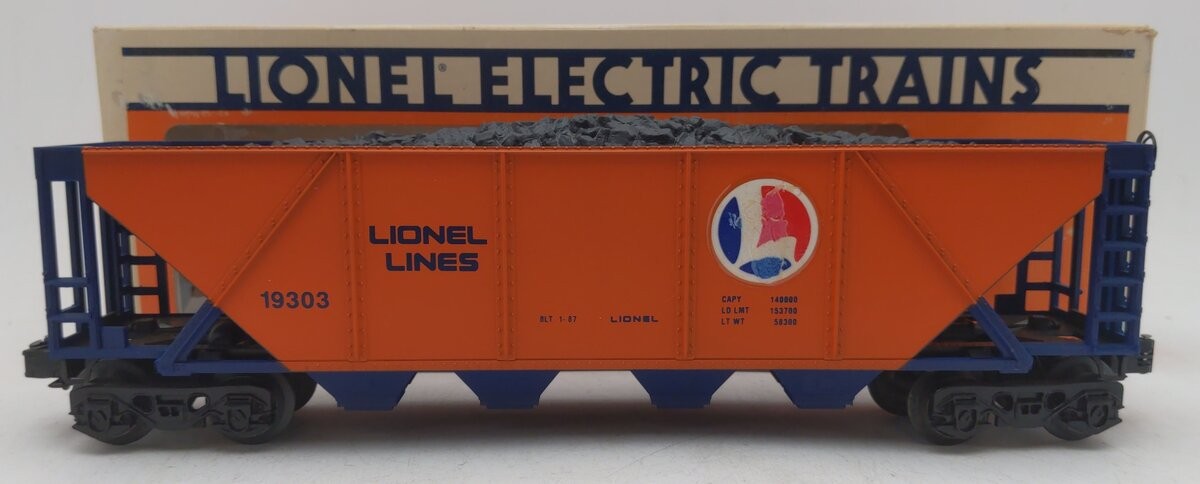 LIONEL® ELECTRIC TRAINS
LIONEL
LINES
19303
BLT 1-87 LIONEL
CAPY 140000
LD LMT 153700
LT WT 58300